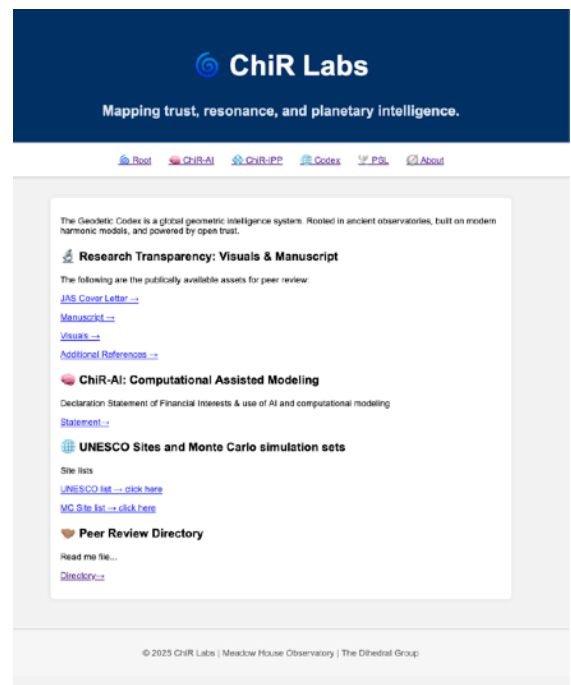 ChiR Labs
Mapping trust, resonance, and planetary intelligence.
Root ChiR-AI ChiR-IPP Codex PSL About
The Geodetic Codex is a global geometric intelligence system. Rooted in ancient observatories, built on modern
harmonic models, and powered by open trust.
Research Transparency: Visuals & Manuscript
The following are the publically available assets for peer review:
JAS Cover Letter →
Manuscript →
Visuals →
Additional References →
ChiR-AI: Computational Assisted Modeling
Declaration Statement of Financial Interests & use of AI and computational modeling
Statement→
UNESCO Sites and Monte Carlo simulation sets
Site lists
UNESCO list → click here
MC Site list → click here
Peer Review Directory
Read me file...
Directory→
© 2025 ChiR Labs | Meadow House Observatory | The Dihedral Group